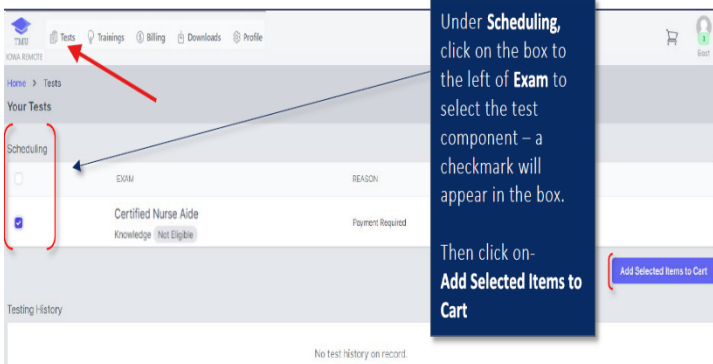 TMU
Tests Trainings Billing Downloads Profile
IOWA REMOTE
1
East
Home > Tests
Your Tests
Scheduling
EXAM REASON
Certified Nurse Aide
Knowledge Not Eligible
Payment Required
Under Scheduling,
click on the box to
the left of Exam to
select the test
component – a
checkmark will
appear in the box.
Then click on-
Add Selected Items to
Cart
Add Selected Items to Cart
Testing History
No test history on record.